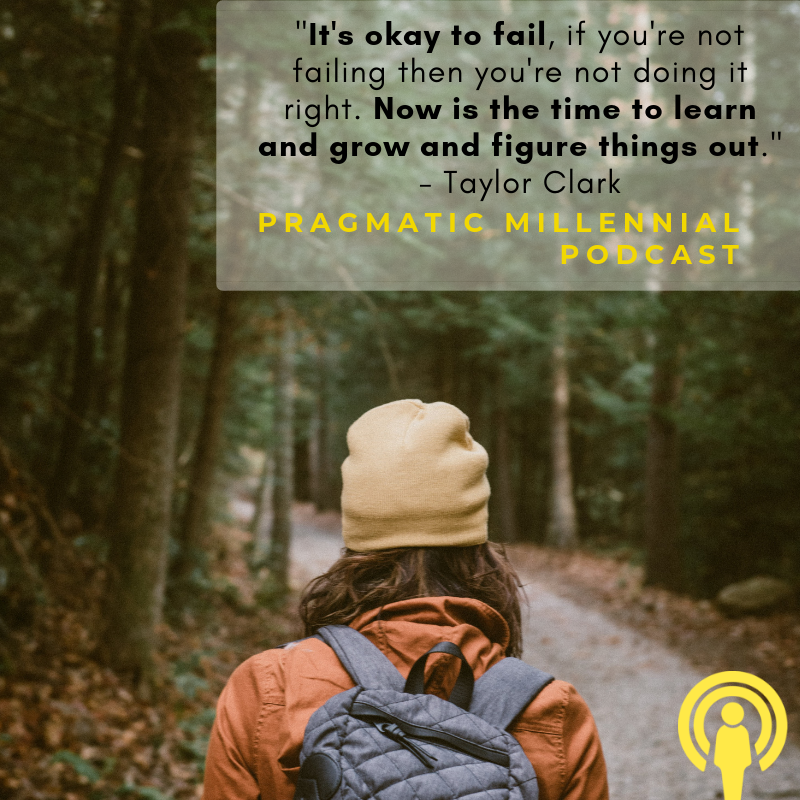 "It's okay to fail, if you're not
failing then you're not doing it
right. Now is the time to learn
and grow and figure things out."
– Taylor Clark
PRAGMATIC MILLENNIAL
PODCAST